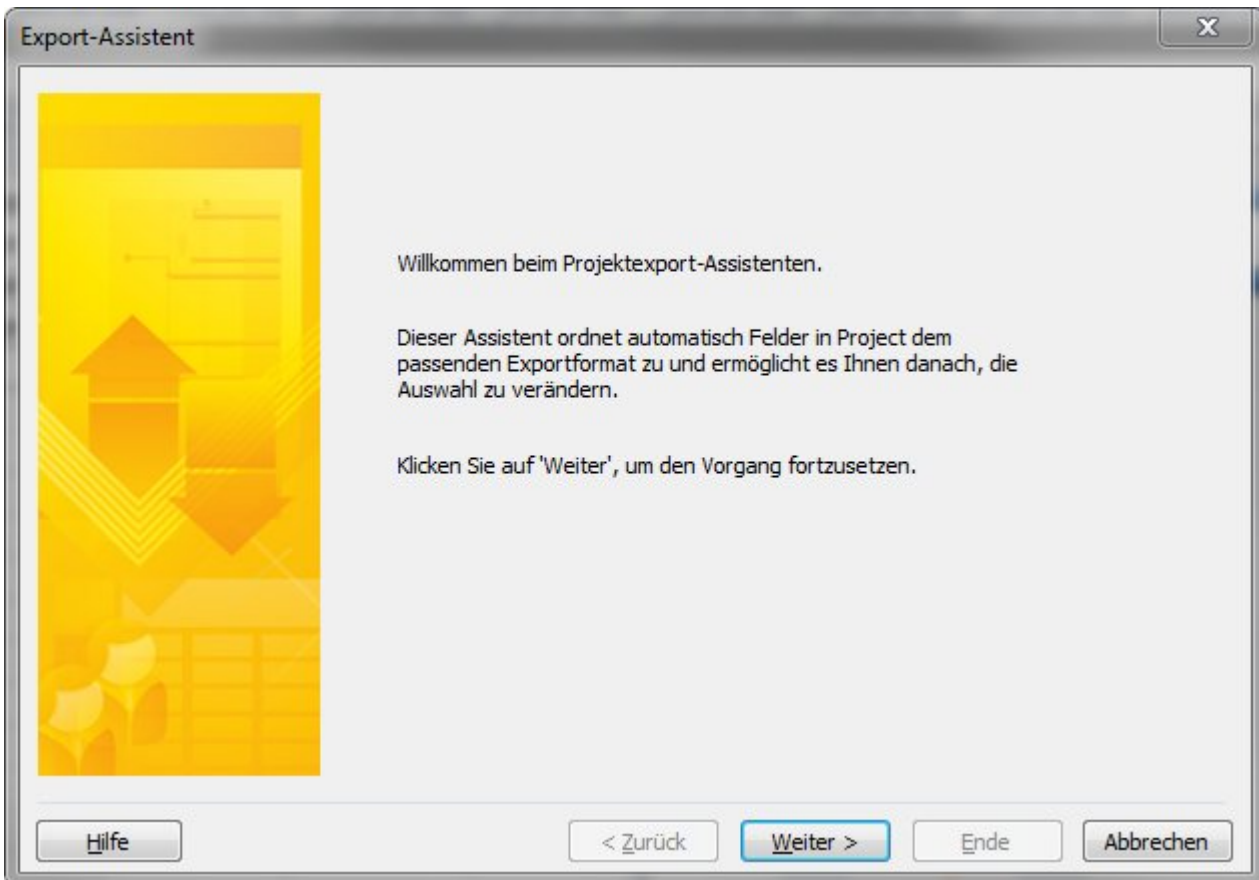 Export-Assistent
Willkommen beim Projektexport-Assistenten.
Dieser Assistent ordnet automatisch Felder in Project dem
passenden Exportformat zu und ermöglicht es Ihnen danach, die
Auswahl zu verändern.
Klicken Sie auf 'Weiter', um den Vorgang fortzusetzen.
Hilfe
< Zurück
Weiter >
Ende
Abbrechen